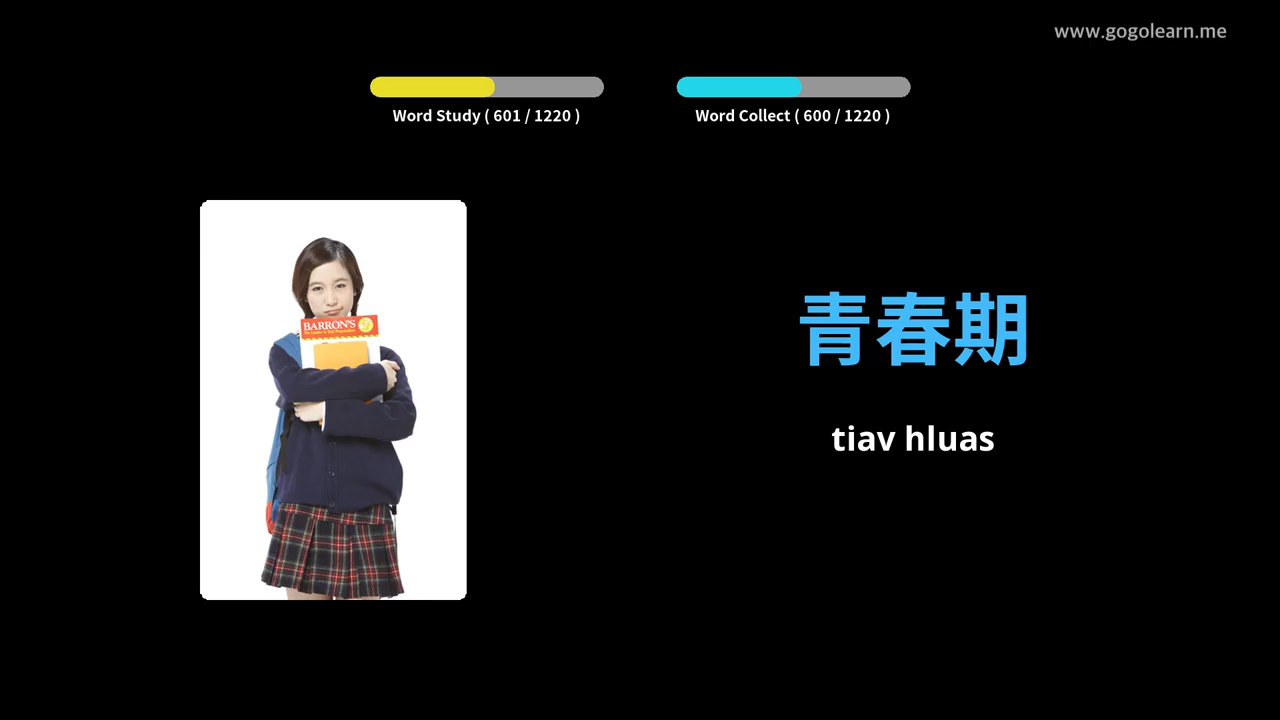 www.gogolearn.me
Word Study ( 601 / 1220 )
Word Collect ( 600 / 1220 )
BARRON'S
青春期
tiav hluas